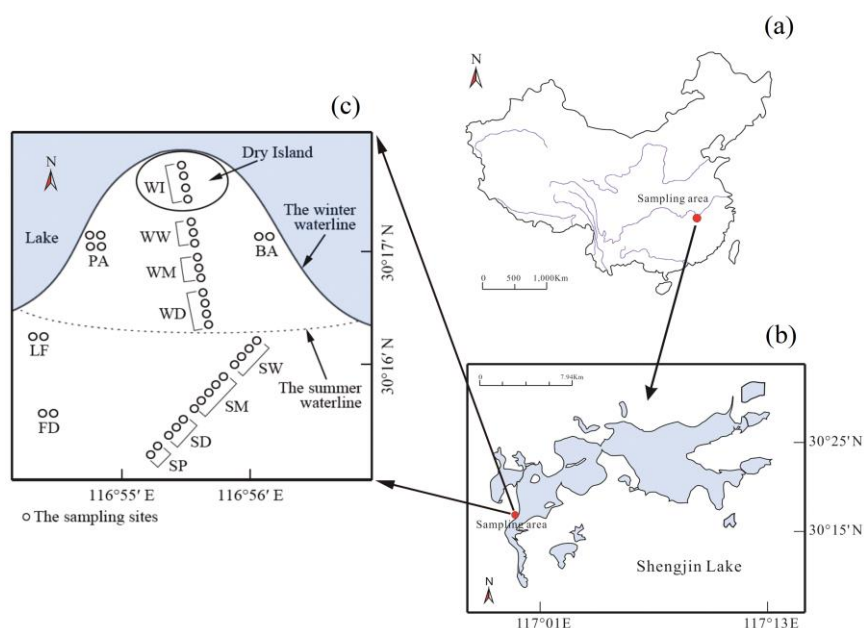 (a)
N
Sampling area
0 500 1,000Km
(c)
N
Dry Island
WI
The winter
waterline
Lake
WW
PA
BA
WM
WD
LF
SW
The summer
waterline
SM
FD
SD
SP
30°17′ N
30°16′ N
116°55′ E
116°56′ E
The sampling sites
(b)
0 7.94Km
30°25′N
Sampling area
30°15′N
Shengjin Lake
N
117°01E
117°13E